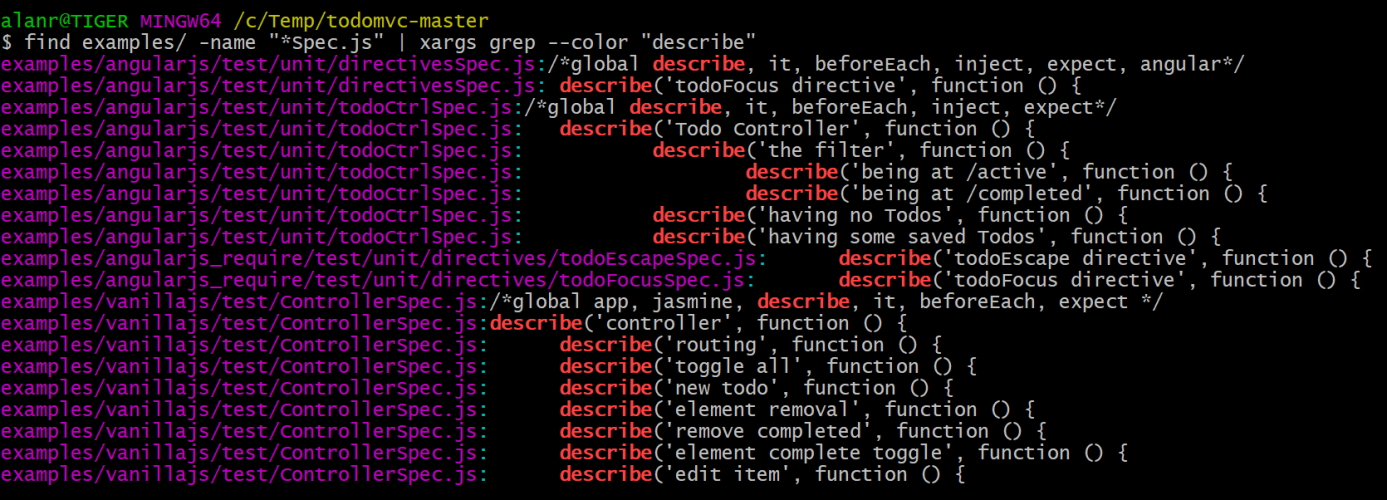 alanr@TIGER MINGW64 /c/Temp/todomvc-master
$ find examples/ -name "*Spec.js" | xargs grep --color "describe"
examples/angularjs/test/unit/directivesSpec.js:/*global describe, it, beforeEach, inject, expect, angular*/
examples/angularjs/test/unit/directivesSpec.js: describe('todoFocus directive', function () {
examples/angularjs/test/unit/todoCtrlSpec.js:/*global describe, it, beforeEach, inject, expect*/
examples/angularjs/test/unit/todoCtrlSpec.js:   describe('Todo Controller', function () {
examples/angularjs/test/unit/todoCtrlSpec.js:           describe('the filter', function () {
examples/angularjs/test/unit/todoCtrlSpec.js:                   describe('being at /active', function () {
examples/angularjs/test/unit/todoCtrlSpec.js:                   describe('being at /completed', function () {
examples/angularjs/test/unit/todoCtrlSpec.js:           describe('having no Todos', function () {
examples/angularjs/test/unit/todoCtrlSpec.js:           describe('having some saved Todos', function () {
examples/angularjs_require/test/unit/directives/todoEscapeSpec.js:      describe('todoEscape directive', function () {
examples/angularjs_require/test/unit/directives/todoFocusSpec.js:       describe('todoFocus directive', function () {
examples/vanillajs/test/ControllerSpec.js:/*global app, jasmine, describe, it, beforeEach, expect */
examples/vanillajs/test/ControllerSpec.js:describe('controller', function () {
examples/vanillajs/test/ControllerSpec.js:      describe('routing', function () {
examples/vanillajs/test/ControllerSpec.js:      describe('toggle all', function () {
examples/vanillajs/test/ControllerSpec.js:      describe('new todo', function () {
examples/vanillajs/test/ControllerSpec.js:      describe('element removal', function () {
examples/vanillajs/test/ControllerSpec.js:      describe('remove completed', function () {
examples/vanillajs/test/ControllerSpec.js:      describe('element complete toggle', function () {
examples/vanillajs/test/ControllerSpec.js:      describe('edit item', function () {